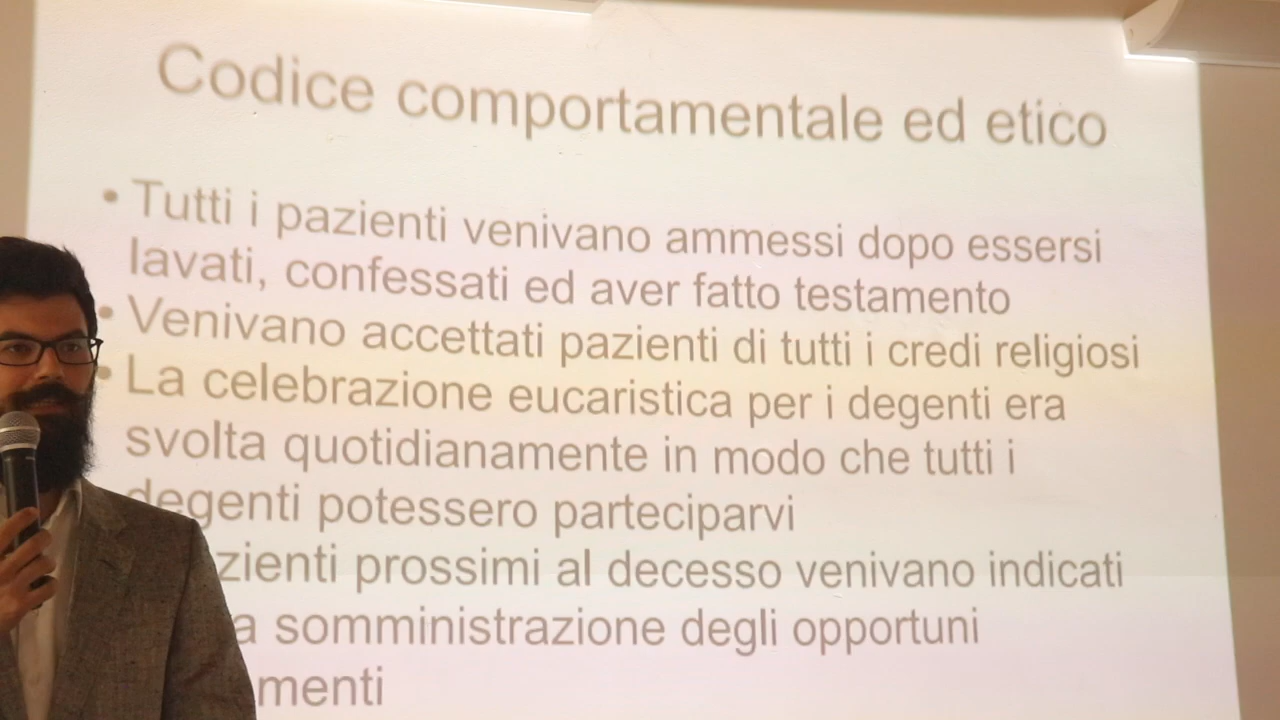 Codice comportamentale ed etico
• Tutti i pazienti venivano ammessi dopo essersi
lavati, confessati ed aver fatto testamento
• Venivano accettati pazienti di tutti i credi religiosi
• La celebrazione eucaristica per i degenti era
svolta quotidianamente in modo che tutti i
degenti potessero parteciparvi
zienti prossimi al decesso venivano indicati
a somministrazione degli opportuni
menti